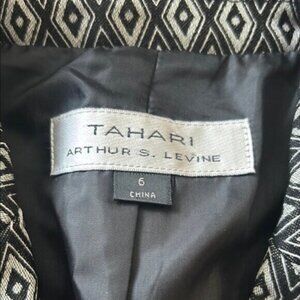 TAHARI
ARTHUR S. LEVINE
6
CHINA